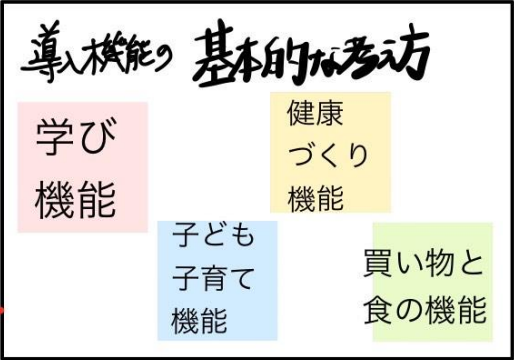 導入機能の 基本的な考え方
学び
機能
健康
づくり
機能
子ども
子育て
機能
買い物と
食の機能